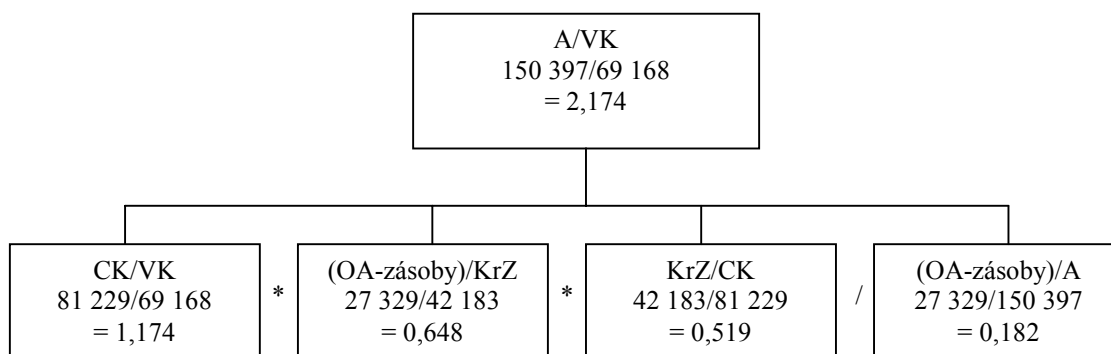 A/VK
150 397/69 168
= 2,174
CK/VK
81 229/69 168
= 1,174
*
(OA-zásoby)/KrZ
27 329/42 183
= 0,648
*
KrZ/CK
42 183/81 229
= 0,519
/
(OA-zásoby)/A
27 329/150 397
= 0,182